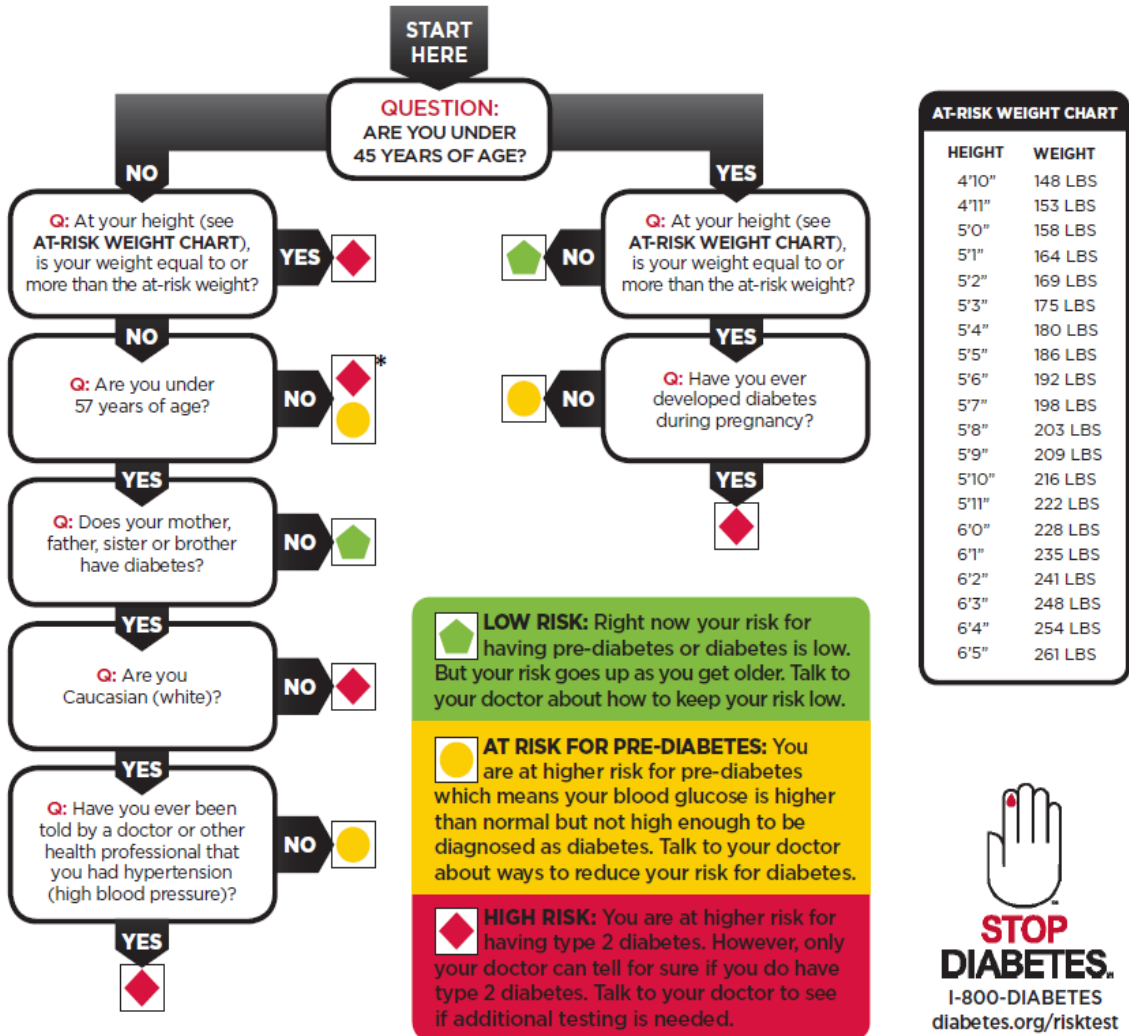 START
HERE
QUESTION:
ARE YOU UNDER
45 YEARS OF AGE?
NO
Q: At your height (see
AT-RISK WEIGHT CHART),
is your weight equal to or
more than the at-risk weight?
YES
NO
Q: Are you under
57 years of age?
NO
*
YES
Q: Does your mother,
father, sister or brother
have diabetes?
NO
YES
Q: Are you
Caucasian (white)?
NO
YES
Q: Have you ever been
told by a doctor or other
health professional that
you had hypertension
(high blood pressure)?
NO
YES
YES
Q: At your height (see
AT-RISK WEIGHT CHART),
is your weight equal to or
more than the at-risk weight?
NO
YES
Q: Have you ever
developed diabetes
during pregnancy?
NO
YES
LOW RISK: Right now your risk for
having pre-diabetes or diabetes is low.
But your risk goes up as you get older. Talk to
your doctor about how to keep your risk low.
AT RISK FOR PRE-DIABETES: You
are at higher risk for pre-diabetes
which means your blood glucose is higher
than normal but not high enough to be
diagnosed as diabetes. Talk to your doctor
about ways to reduce your risk for diabetes.
HIGH RISK: You are at higher risk for
having type 2 diabetes. However, only
your doctor can tell for sure if you do have
type 2 diabetes. Talk to your doctor to see
if additional testing is needed.
AT-RISK WEIGHT CHART
HEIGHT WEIGHT
4'10" 148 LBS
4'11" 153 LBS
5'0" 158 LBS
5'1" 164 LBS
5'2" 169 LBS
5'3" 175 LBS
5'4" 180 LBS
5'5" 186 LBS
5'6" 192 LBS
5'7" 198 LBS
5'8" 203 LBS
5'9" 209 LBS
5'10" 216 LBS
5'11" 222 LBS
6'0" 228 LBS
6'1" 235 LBS
6'2" 241 LBS
6'3" 248 LBS
6'4" 254 LBS
6'5" 261 LBS
STOP
DIABETES.
1-800-DIABETES
diabetes.org/risktest